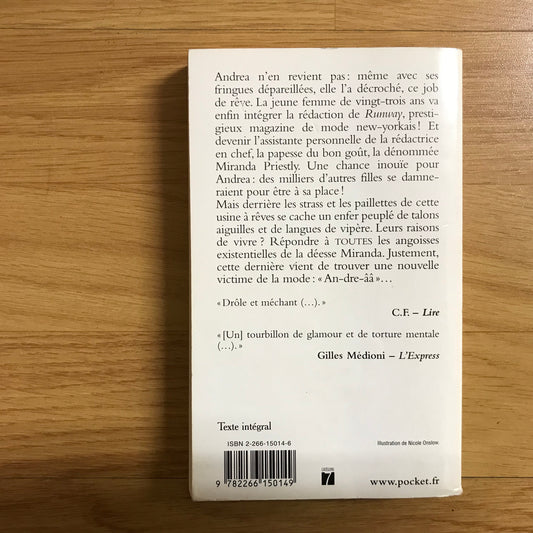 Andrea n'en revient pas : même avec ses
fringues dépareillées, elle l'a décroché, ce job
de rêve. La jeune femme de vingt-trois ans va
enfin intégrer la rédaction de Runway, presti-
gieux magazine de mode new-yorkais ! Et
devenir l'assistante personnelle de la rédactrice
en chef, la papesse du bon goût, la dénommée
Miranda Priestly. Une chance inouïe pour
Andrea : des milliers d'autres filles se damne-
raient pour être à sa place !
Mais derrière les strass et les paillettes de cette
usine à rêves se cache un enfer peuplé de talons
aiguilles et de langues de vipère. Leurs raisons
de vivre ? Répondre à TOUTES les angoisses
existentielles de la déesse Miranda. Justement,
cette dernière vient de trouver une nouvelle
victime de la mode : « An-dre-ââ »…
« Drôle et méchant (…). »
C.F. – Lire
« [Un] tourbillon de glamour et de torture mentale
(…). »
Gilles Médioni – L'Express
Texte intégral
ISBN 2-266-15014-6
Illustration de Nicole Onslow.
9 782266 150149
7
www.pocket.fr